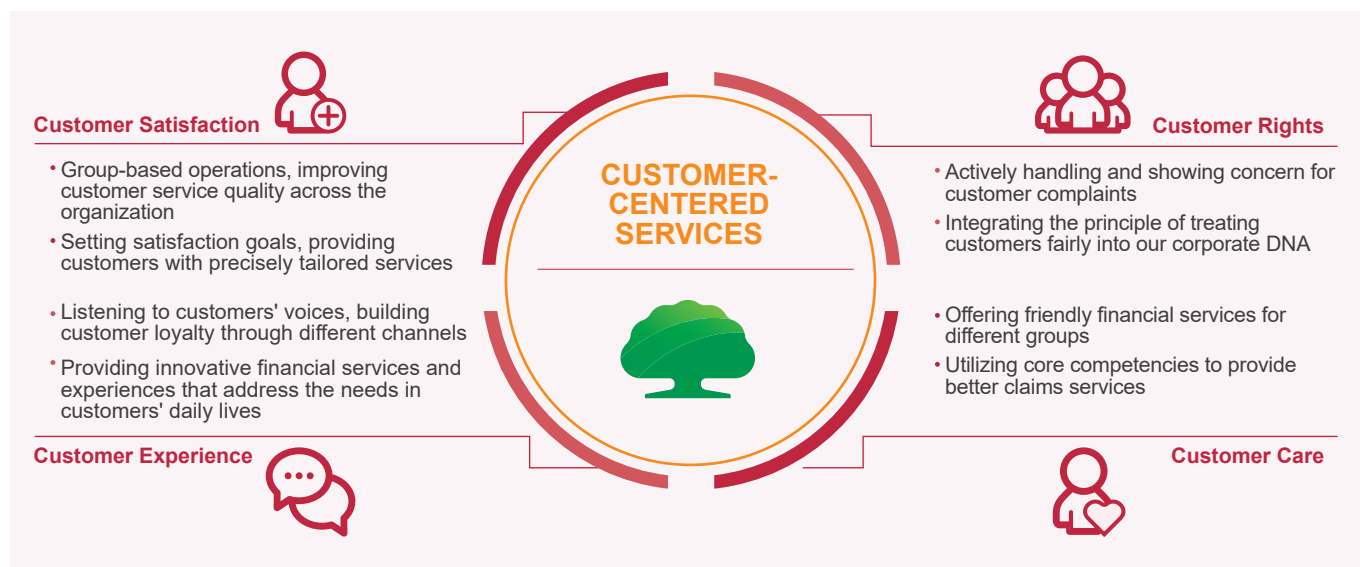 Customer Satisfaction
• Group-based operations, improving
customer service quality across the
organization
• Setting satisfaction goals, providing
customers with precisely tailored services
• Listening to customers' voices, building
customer loyalty through different channels
• Providing innovative financial services and
experiences that address the needs in
customers' daily lives
Customer Experience
CUSTOMER-
CENTERED
SERVICES
Customer Rights
• Actively handling and showing concern for
customer complaints
• Integrating the principle of treating
customers fairly into our corporate DNA
• Offering friendly financial services for
different groups
• Utilizing core competencies to provide
better claims services
Customer Care